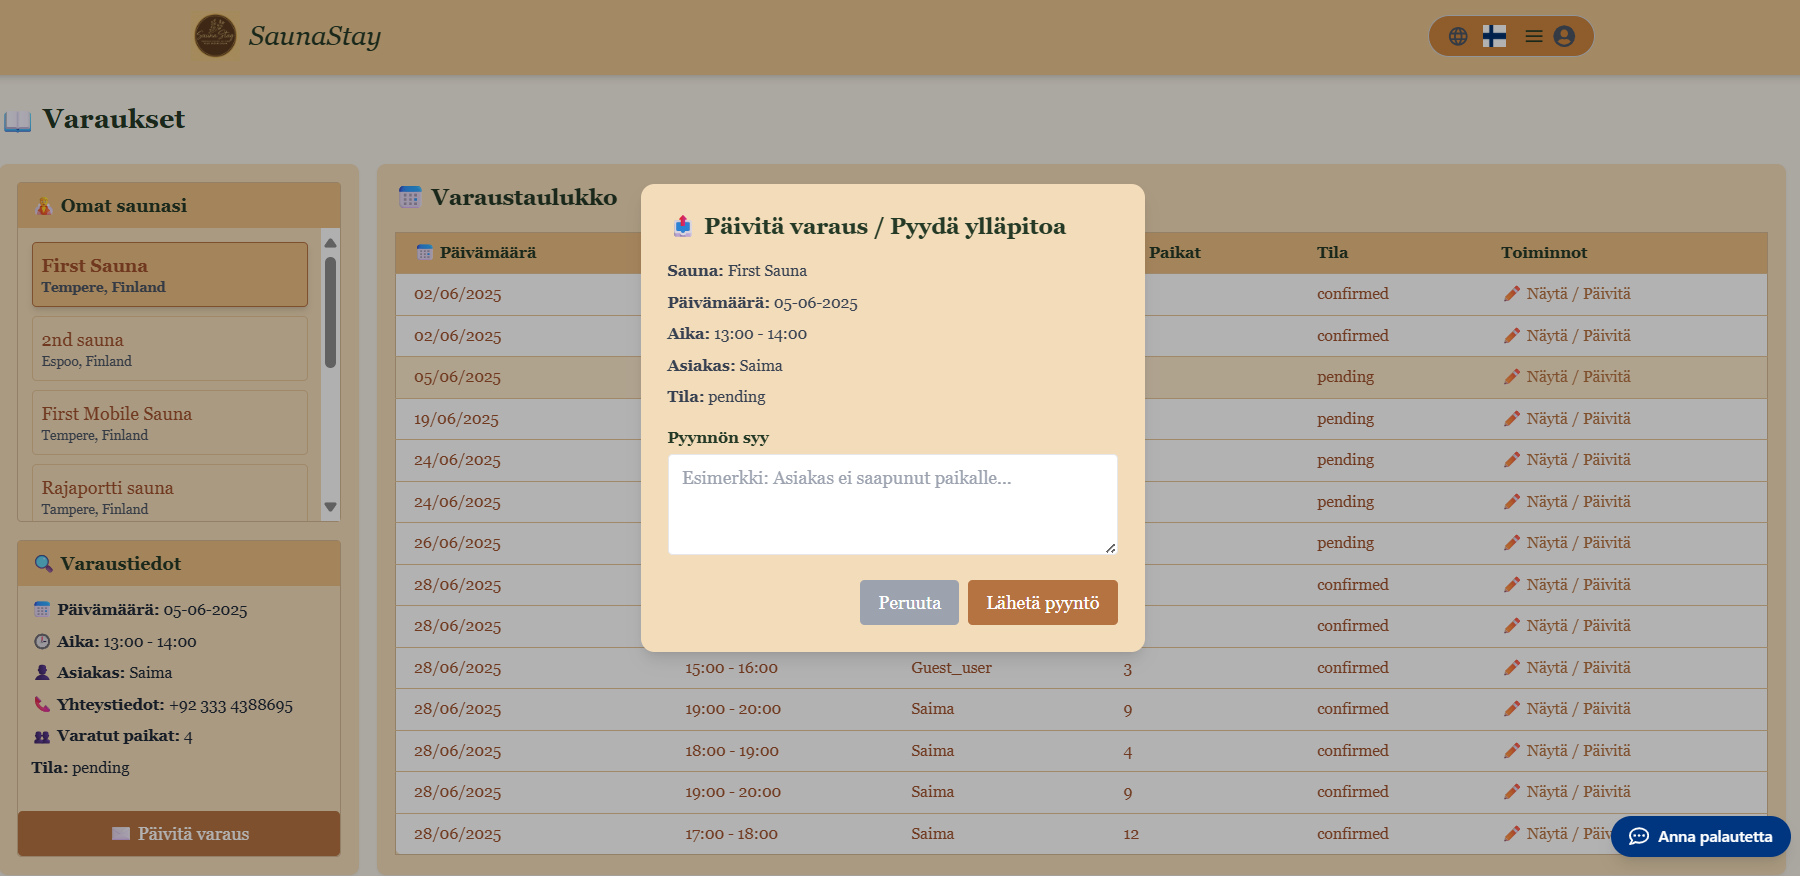 SaunaStay
Varaukset
Omat saunasi
First Sauna
Tempere, Finland
2nd sauna
Espoo, Finland
First Mobile Sauna
Tempere, Finland
Rajaportti sauna
Tampere, Finland
Varaustiedot
Päivämäärä: 05-06-2025
Aika: 13:00 - 14:00
Asiakas: Saima
Yhteystiedot: +92 333 4388695
Varatut paikat: 4
Tila: pending
Päivitä varaus
Varaustaulukko
Päivämäärä Paikat Tila Toiminnot
02/06/2025 confirmed Näytä / Päivitä
02/06/2025 confirmed Näytä / Päivitä
05/06/2025 pending Näytä / Päivitä
19/06/2025 pending Näytä / Päivitä
24/06/2025 pending Näytä / Päivitä
24/06/2025 pending Näytä / Päivitä
26/06/2025 pending Näytä / Päivitä
28/06/2025 confirmed Näytä / Päivitä
28/06/2025 confirmed Näytä / Päivitä
28/06/2025 15:00 - 16:00 Guest_user 3 confirmed Näytä / Päivitä
28/06/2025 19:00 - 20:00 Saima 9 confirmed Näytä / Päivitä
28/06/2025 18:00 - 19:00 Saima 4 confirmed Näytä / Päivitä
28/06/2025 19:00 - 20:00 Saima 9 confirmed Näytä / Päivitä
28/06/2025 17:00 - 18:00 Saima 12 confirmed Näytä /
Päivitä varaus / Pyydä ylläpitoa
Sauna: First Sauna
Päivämäärä: 05-06-2025
Aika: 13:00 - 14:00
Asiakas: Saima
Tila: pending
Pyynnön syy
Esimerkki: Asiakas ei saapunut paikalle...
Peruuta
Lähetä pyyntö
Anna palautetta